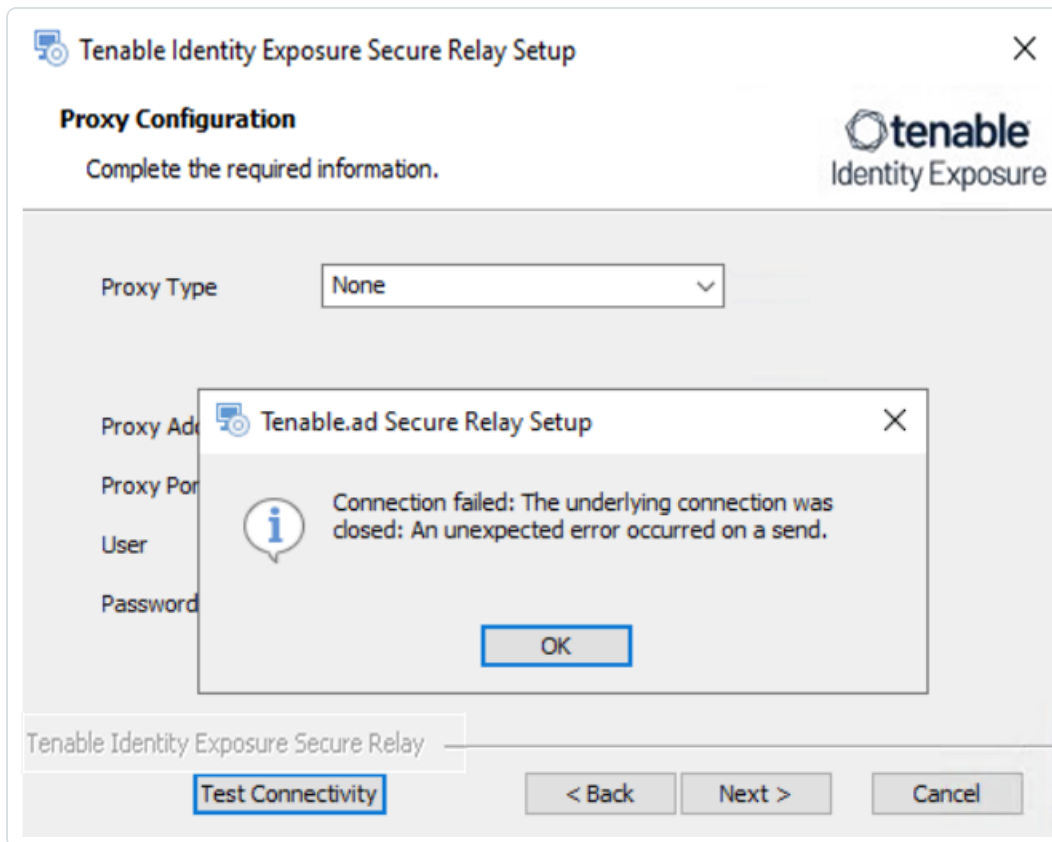 Tenable Identity Exposure Secure Relay Setup
Proxy Configuration
Complete the required information.
tenable
Identity Exposure
Proxy Type
None
Proxy Add
Tenable.ad Secure Relay Setup
Proxy Por
Connection failed: The underlying connection was
closed: An unexpected error occurred on a send.
User
Password
OK
Tenable Identity Exposure Secure Relay
Test Connectivity
< Back
Next >
Cancel